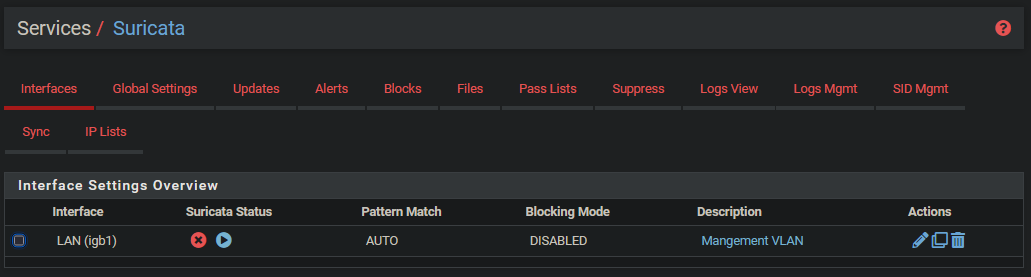 Services / Suricata
Interfaces Global Settings Updates Alerts Blocks Files Pass Lists Suppress Logs View Logs Mgmt SID Mgmt
Sync IP Lists
Interface Settings Overview
Interface Suricata Status Pattern Match Blocking Mode Description Actions
LAN (igb1) AUTO DISABLED Mangement VLAN